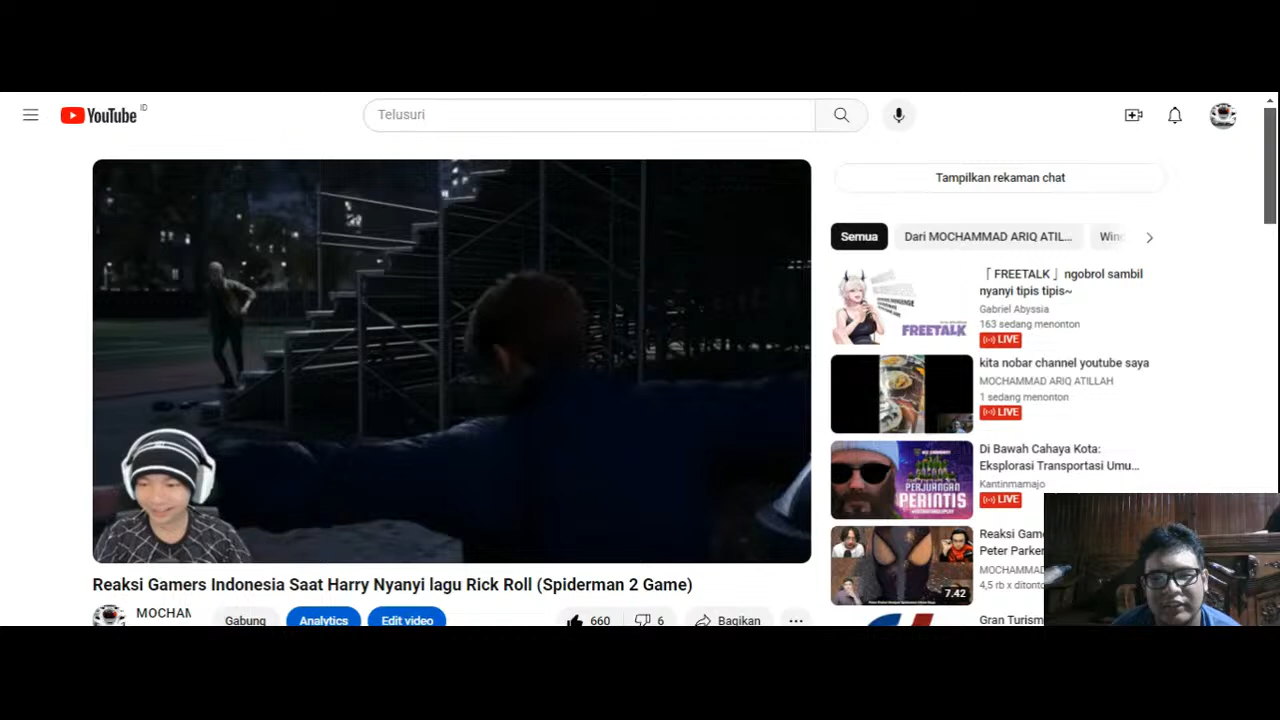 YouTube ID
Telusuri
Tampilkan rekaman chat
Semua
Dari MOCHAMMAD ARIQ ATIL...
Wind
「 FREETALK 」 ngobrol sambil
nyanyi tipis tipis~
Gabriel Abyssia
163 sedang menonton
LIVE
FREETALK
kita nobar channel youtube saya
MOCHAMMAD ARIQ ATILLAH
1 sedang menonton
LIVE
Di Bawah Cahaya Kota:
Eksplorasi Transportasi Umu...
Kantinmamajo
LIVE
PERJUANGAN
PERINTIS
Reaksi Game
Peter Parker
MOCHAMMAD
4,5 rb x ditonto
7.42
Gran Turism
Reaksi Gamers Indonesia Saat Harry Nyanyi lagu Rick Roll (Spiderman 2 Game)
MOCHAM
Gabung
Analytics
Edit video
660
6
Bagikan